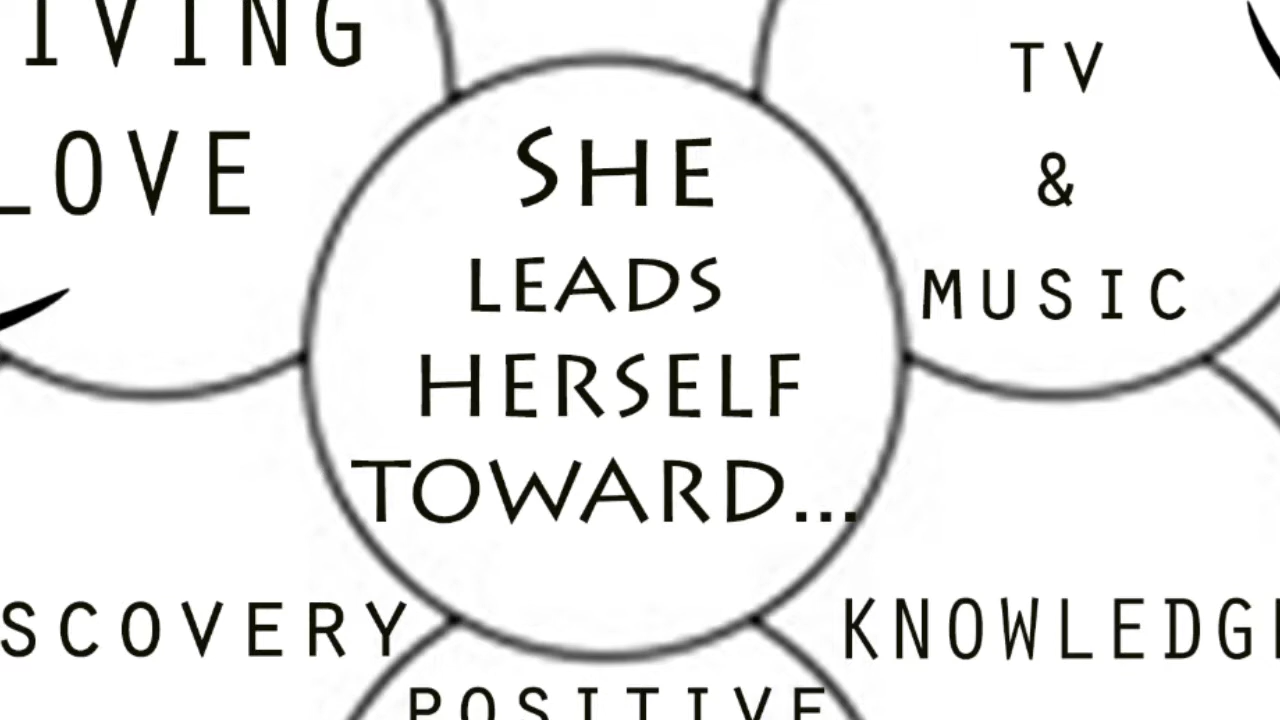 IVING
LOVE
SHE
LEADS
HERSELF
TOWARD...
TV
&
MUSIC
SCOVERY
KNOWLEDG
POSITIVE